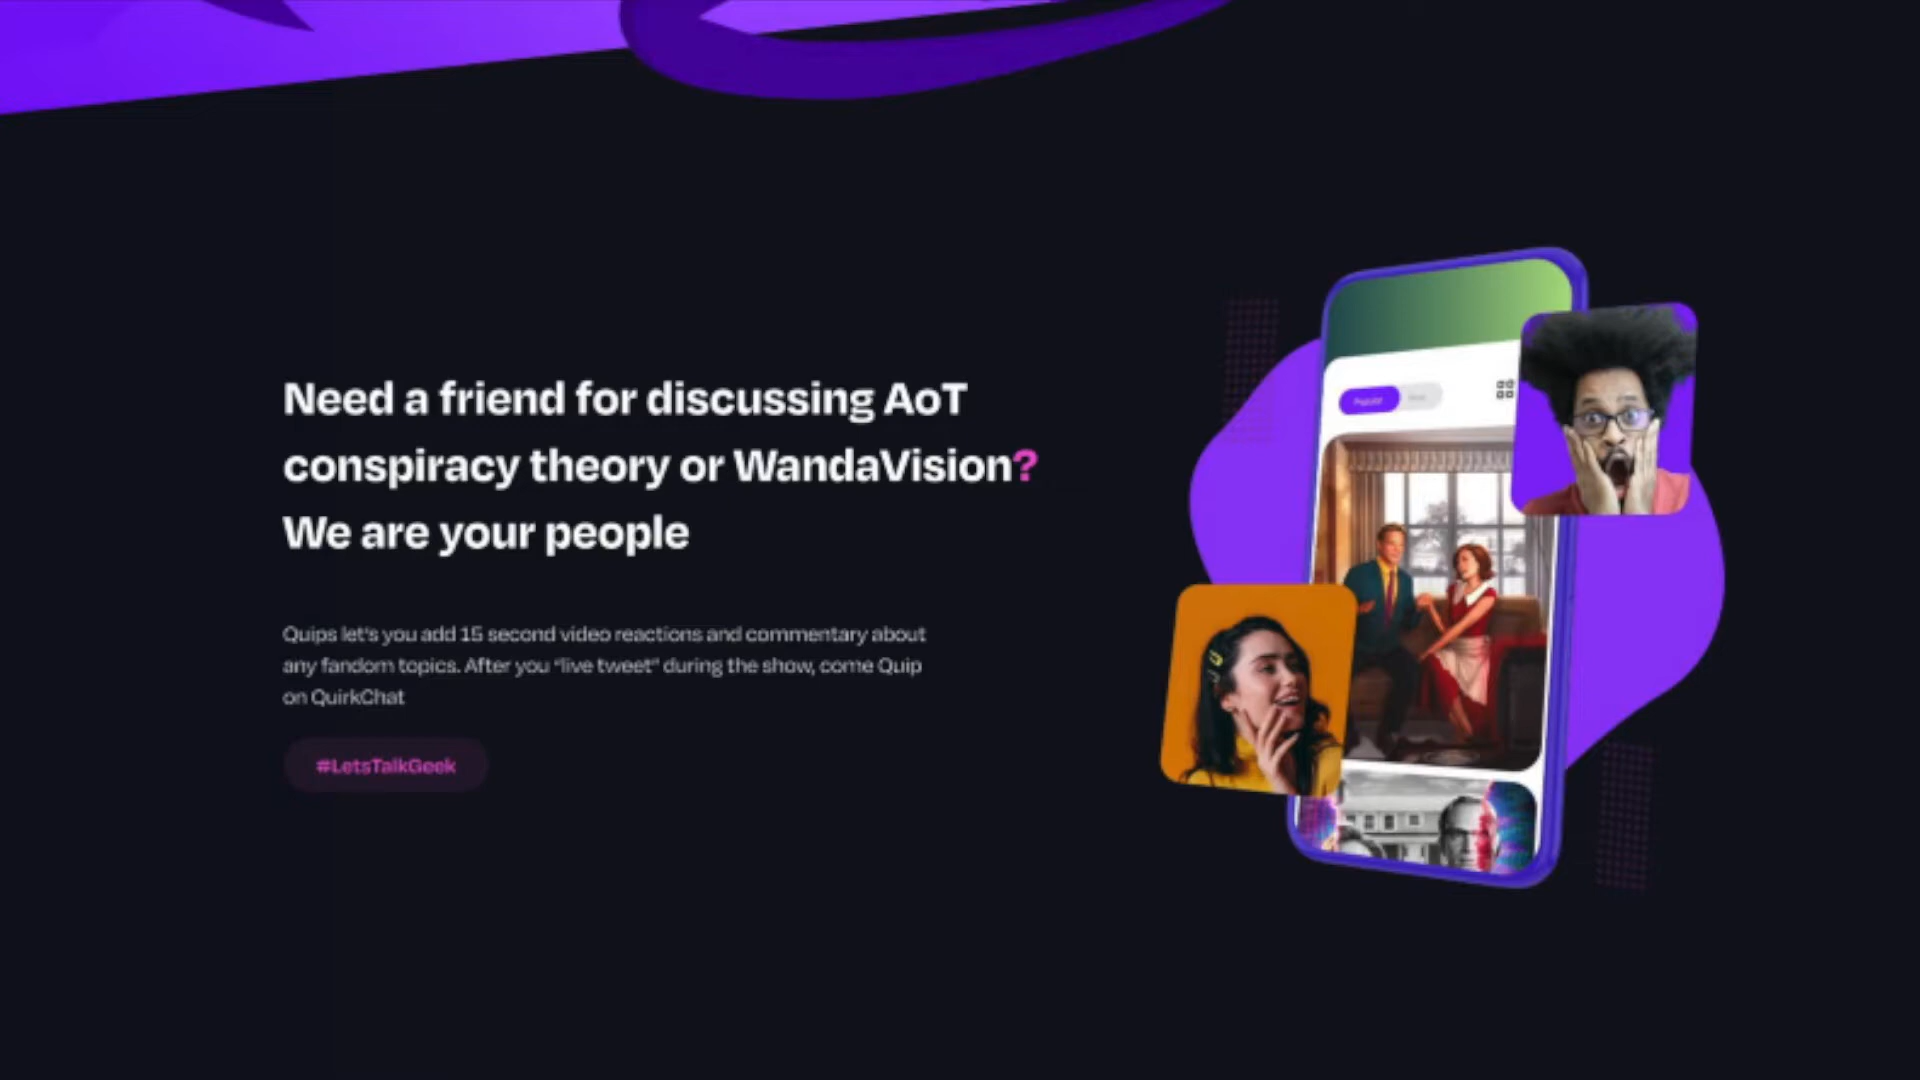 Need a friend for discussing AoT
conspiracy theory or WandaVision?
We are your people
Quips let's you add 15 second video reactions and commentary about
any fandom topics. After you "live tweet" during the show, come Quip
on QuirkChat
#LetsTalkGeek
Popular